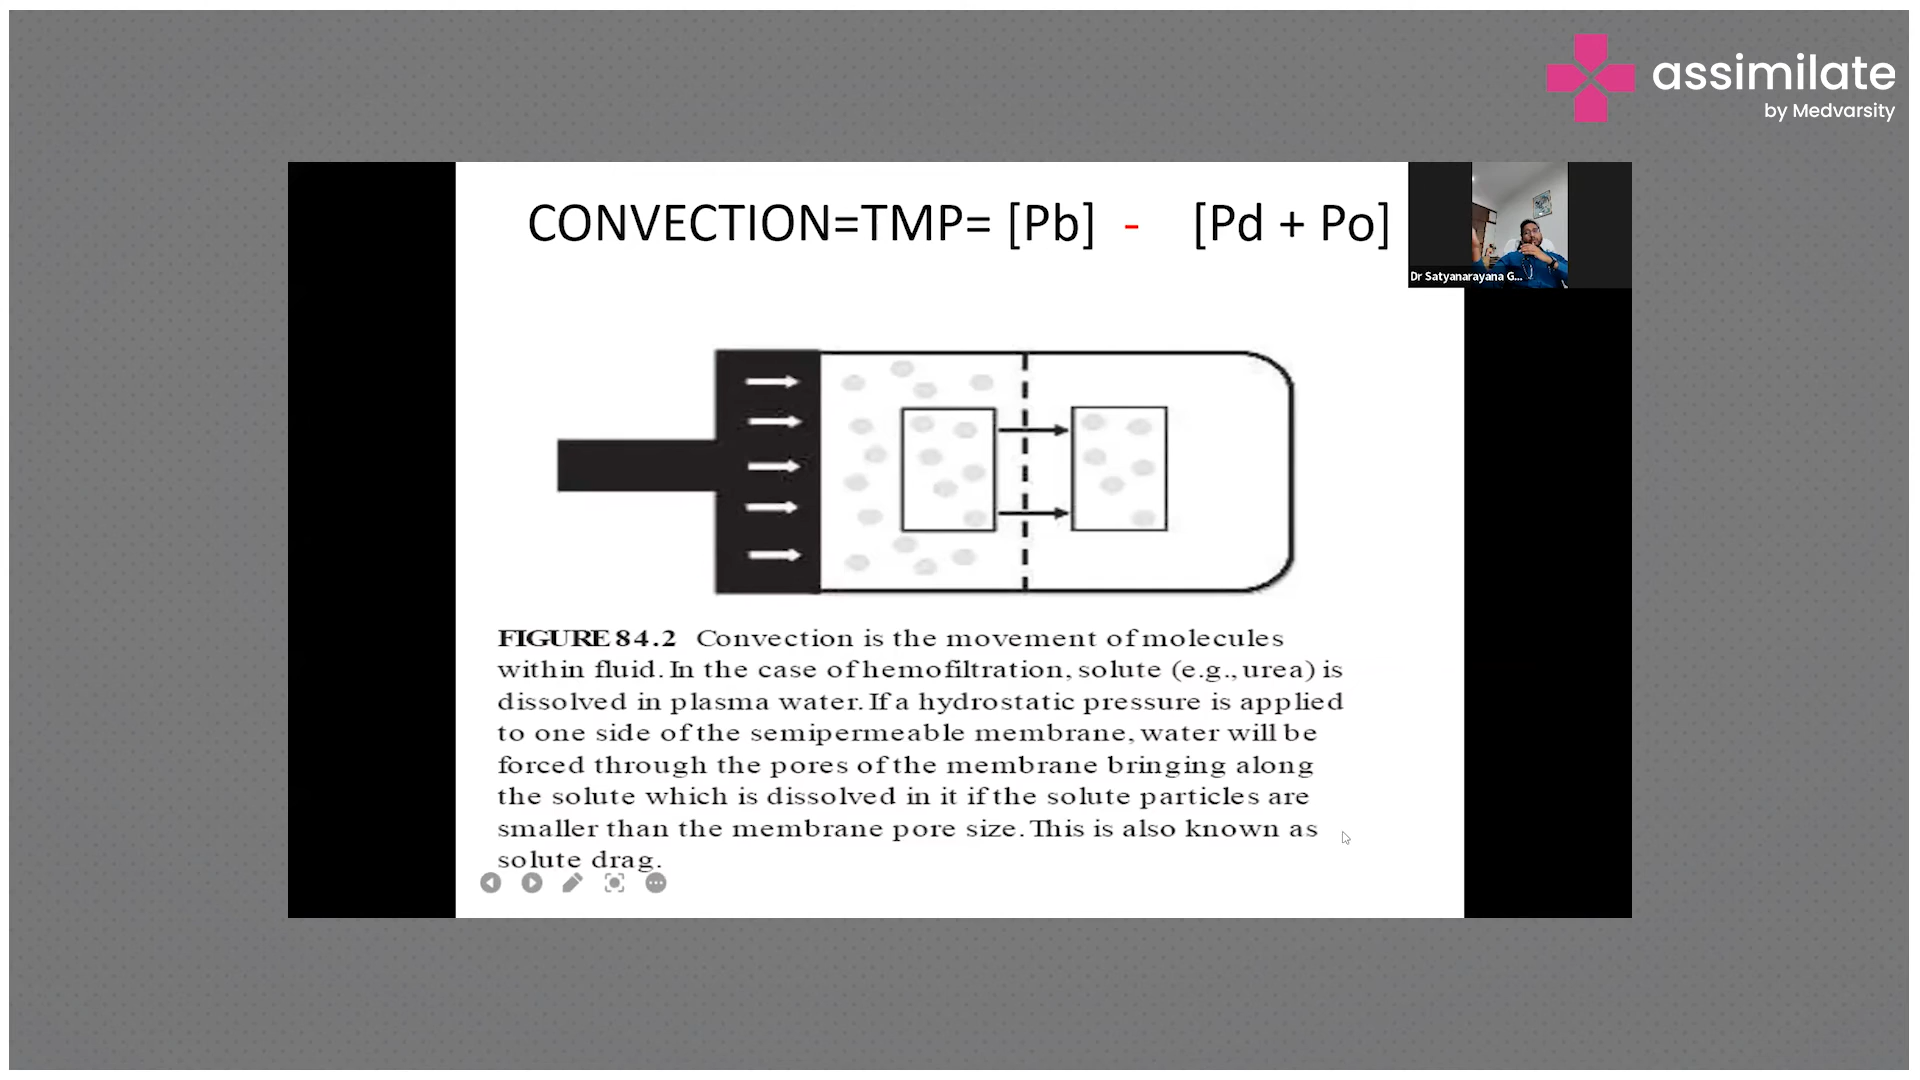 assimilate
by Medvarsity
CONVECTION=TMP= [Pb] - [Pd + Po]
Dr Satyanarayana G...
FIGURE 84.2 Convection is the movement of molecules
within fluid. In the case of hemofiltration, solute (e.g., urea) is
dissolved in plasma water. If a hydrostatic pressure is applied
to one side of the semipermeable membrane, water will be
forced through the pores of the membrane bringing along
the solute which is dissolved in it if the solute particles are
smaller than the membrane pore size. This is also known as
solute drag.